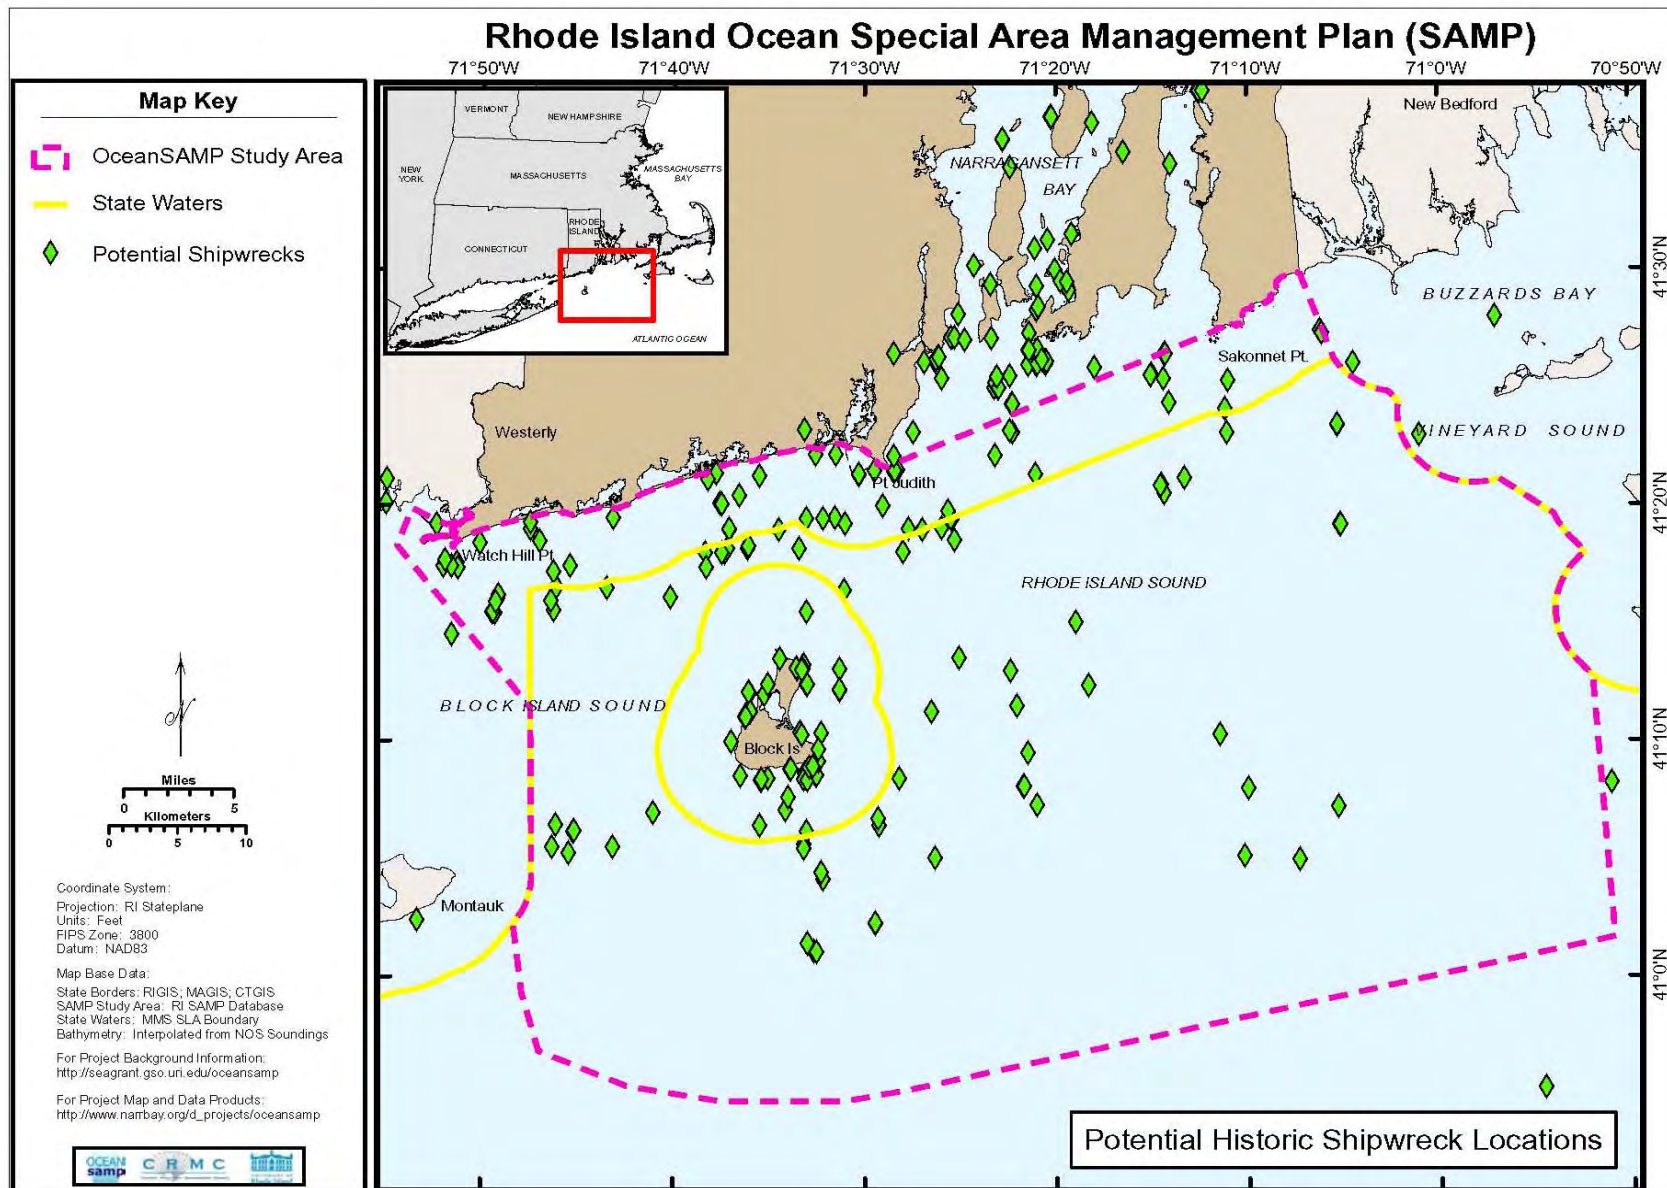 Rhode Island Ocean Special Area Management Plan (SAMP)
71°50'W 71°40'W 71°30'W 71°20'W 71°10'W 71°0'W 70°50'W
Map Key
OceanSAMP Study Area
State Waters
Potential Shipwrecks
VERMONT
NEW HAMPSHIRE
NEW
YORK
MASSACHUSETTS
MASSACHUSETTS
BAY
RHODE
ISLAND
CONNECTICUT
ATLANTIC OCEAN
New Bedford
NARRAGANSETT
BAY
41°30'N
BUZZARDS BAY
Sakonnet Pt.
Westerly
VINEYARD SOUND
Pt Judith
41°20'N
Watch Hill Pt
RHODE ISLAND SOUND
BLOCK ISLAND SOUND
Block Is
41°10'N
Montauk
41°0'N
Miles
0 5
Kilometers
0 5 10
Coordinate System:
Projection: RI Stateplane
Units: Feet
FIPS Zone: 3800
Datum: NAD83
Map Base Data:
State Borders: RIGIS; MAGIS; CTGIS
SAMP Study Area: RI SAMP Database
State Waters: MMS SLA Boundary
Bathymetry: Interpolated from NOS Soundings
For Project Background Information:
http://seagrant.gso.uri.edu/oceansamp
For Project Map and Data Products:
http://www.narrbay.org/d_projects/oceansamp
OCEAN
samp
CRMC
Potential Historic Shipwreck Locations